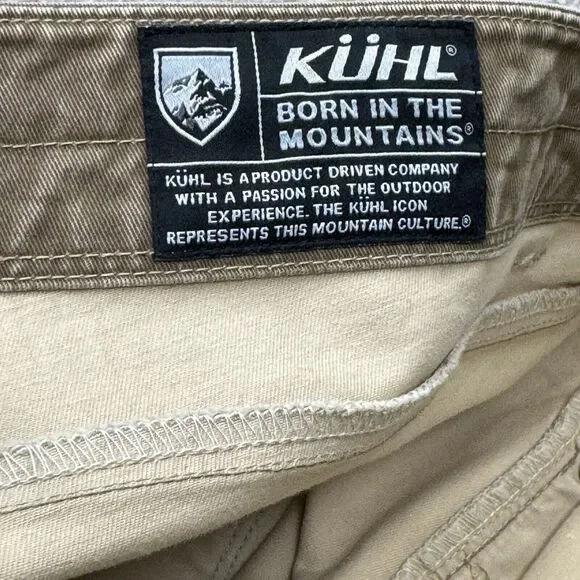 KÜHL®
BORN IN THE
MOUNTAINS®
KÜHL IS A PRODUCT DRIVEN COMPANY
WITH A PASSION FOR THE OUTDOOR
EXPERIENCE. THE KÜHL ICON
REPRESENTS THIS MOUNTAIN CULTURE.®
®